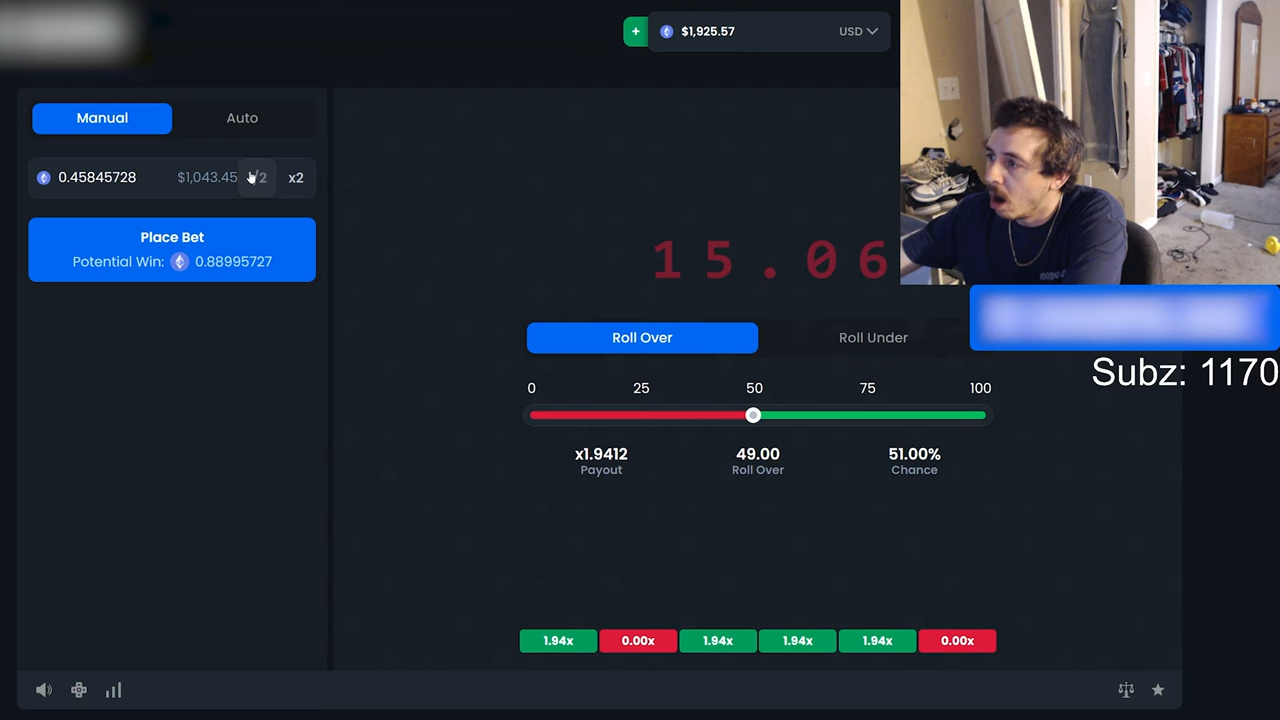 + $1,925.57 USD
Manual Auto
0.45845728 $1,043.45 x2
Place Bet
Potential Win: 0.88995727
15.06
Roll Over Roll Under
Subz: 1170
0 25 50 75 100
x1.9412 49.00 51.00%
Payout Roll Over Chance
1.94x 0.00x 1.94x 1.94x 1.94x 0.00x